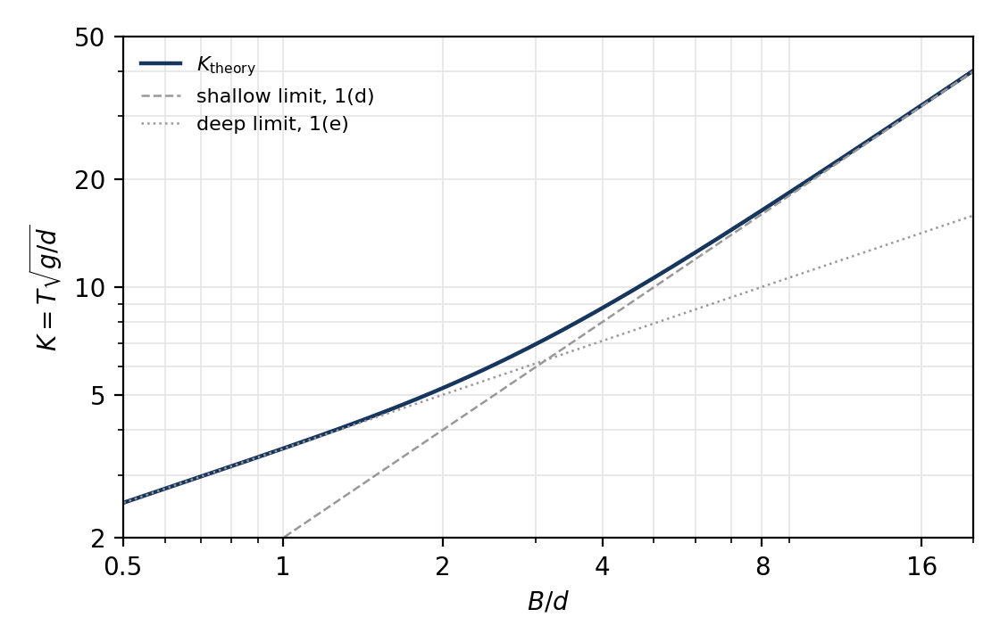 50
20
10
5
2
K = T√g/d
K_theory
shallow limit, 1(d)
deep limit, 1(e)
0.5 1 2 4 8 16
B/d